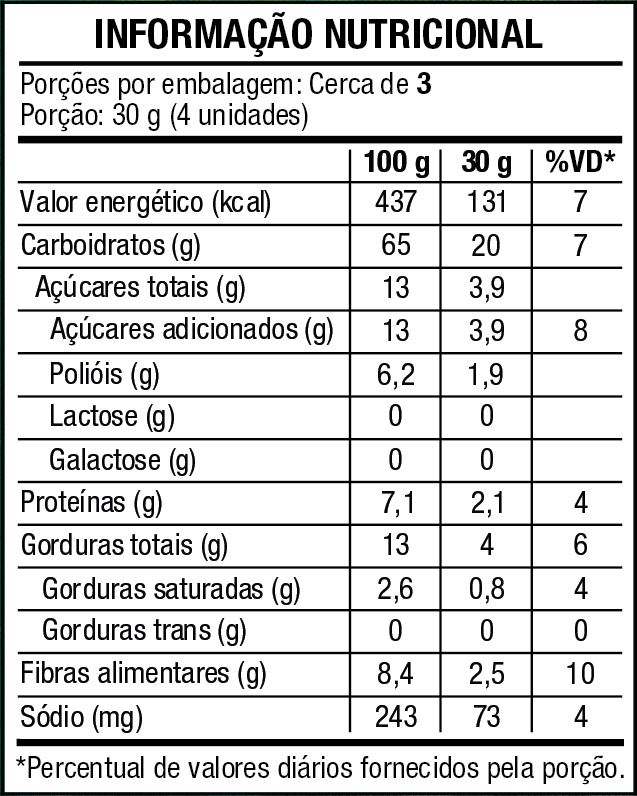 INFORMAÇÃO NUTRICIONAL
Porções por embalagem: Cerca de 3
Porção: 30 g (4 unidades)
100 g 30 g %VD*
Valor energético (kcal) 437 131 7
Carboidratos (g) 65 20 7
Açúcares totais (g) 13 3,9
Açúcares adicionados (g) 13 3,9 8
Polióis (g) 6,2 1,9
Lactose (g) 0 0
Galactose (g) 0 0
Proteínas (g) 7,1 2,1 4
Gorduras totais (g) 13 4 6
Gorduras saturadas (g) 2,6 0,8 4
Gorduras trans (g) 0 0 0
Fibras alimentares (g) 8,4 2,5 10
Sódio (mg) 243 73 4
*Percentual de valores diários fornecidos pela porção.